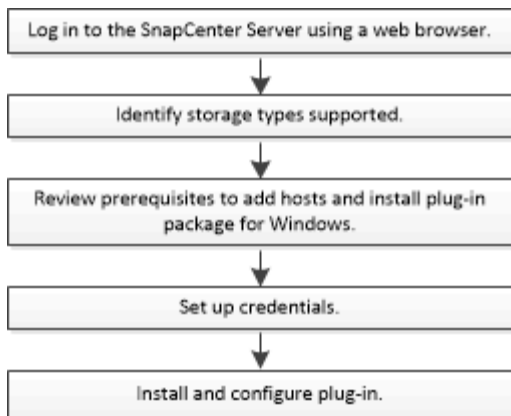 Log in to the SnapCenter Server using a web browser.
Identify storage types supported.
Review prerequisites to add hosts and install plug-in
package for Windows.
Set up credentials.
Install and configure plug-in.